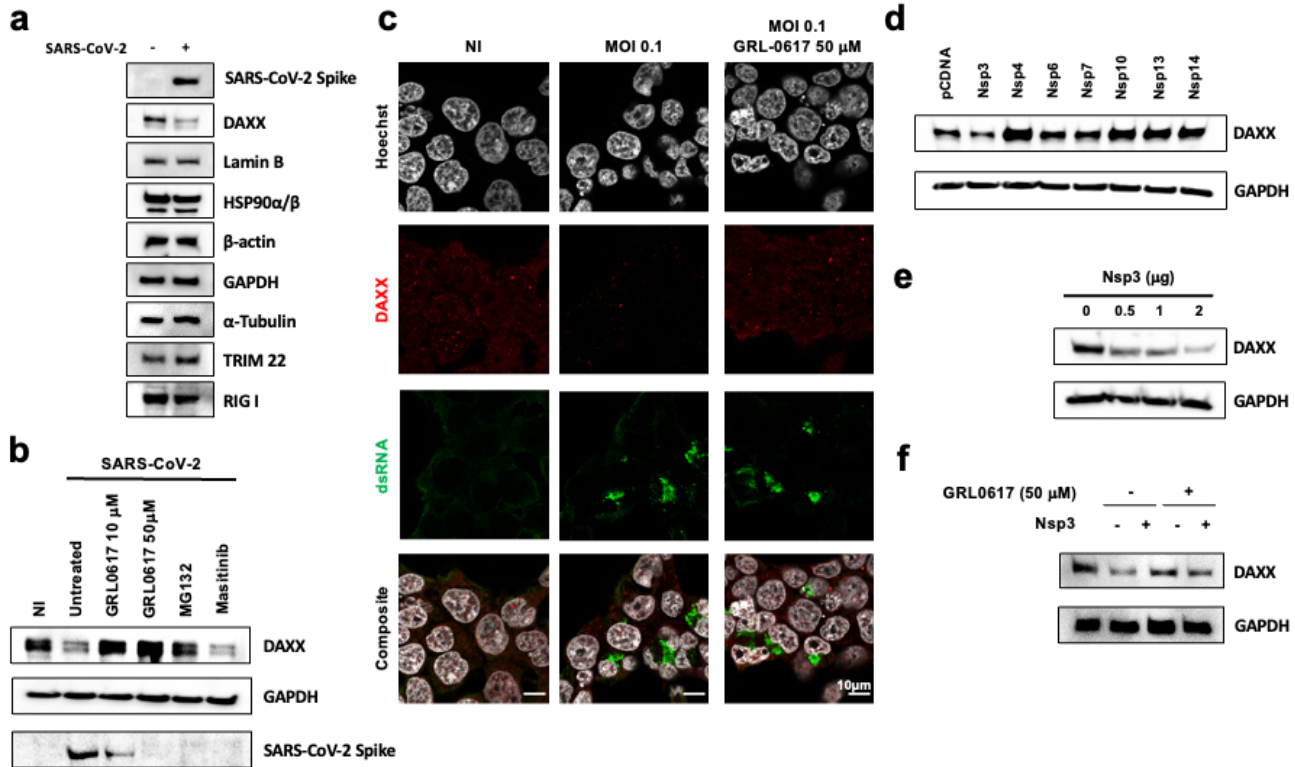 a
SARS-CoV-2 - +
SARS-CoV-2 Spike
DAXX
Lamin B
HSP90α/β
β-actin
GAPDH
α-Tubulin
TRIM 22
RIG I
b
SARS-CoV-2
NI
Untreated
GRL0617 10 μM
GRL0617 50μM
MG132
Masitinib
DAXX
GAPDH
SARS-CoV-2 Spike
c
NI
MOI 0.1
MOI 0.1
GRL-0617 50 μM
Hoechst
DAXX
dsRNA
Composite
10μm
d
pCDNA
Nsp3
Nsp4
Nsp6
Nsp7
Nsp10
Nsp13
Nsp14
DAXX
GAPDH
e
Nsp3 (μg)
0 0.5 1 2
DAXX
GAPDH
f
GRL0617 (50 μM) - +
Nsp3 - + - +
DAXX
GAPDH